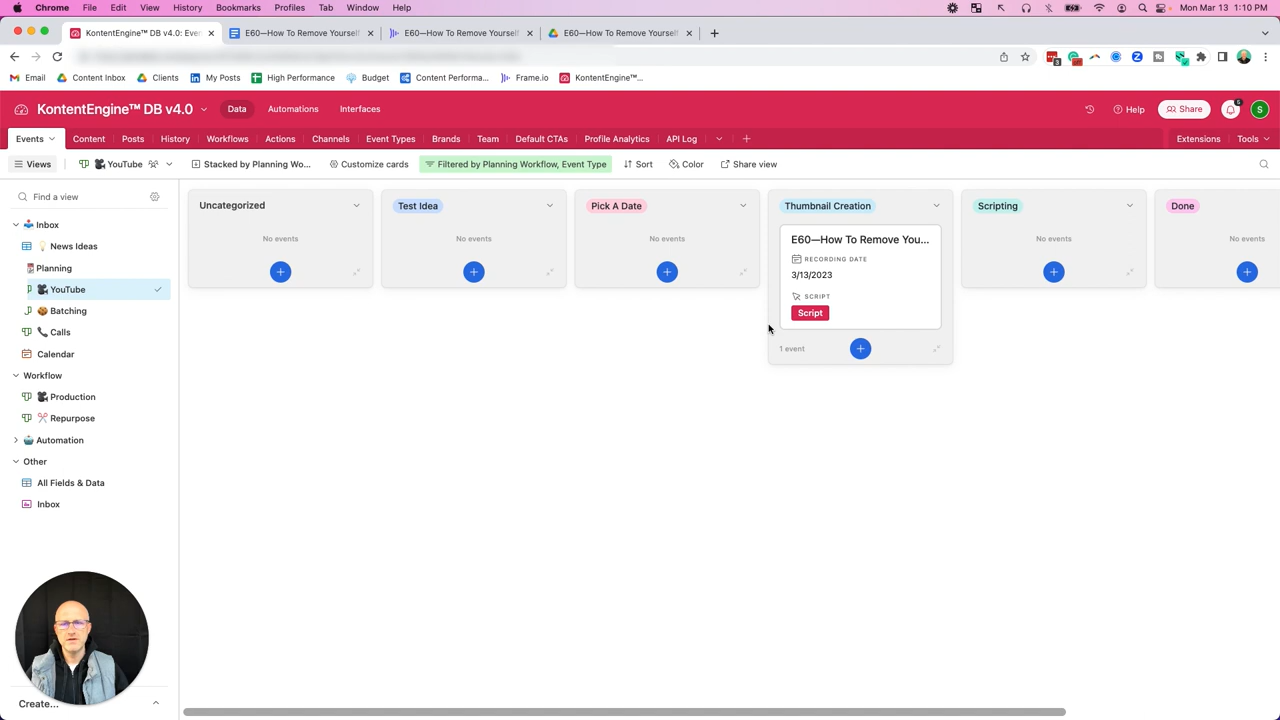 Chrome File Edit View History Bookmarks Profiles Tab Window Help Mon Mar 13 1:10 PM
KontentEngine™ DB v4.0: Ever E60—How To Remove Yourself E60—How To Remove Yourself E60—How To Remove Yourself
Email Content Inbox Clients My Posts High Performance Budget Content Performa... Frame.io KontentEngine™...
KontentEngine™ DB v4.0 Data Automations Interfaces Help Share 5 S
Events Content Posts History Workflows Actions Channels Event Types Brands Team Default CTAs Profile Analytics API Log Extensions Tools
Views YouTube Stacked by Planning Wo... Customize cards Filtered by Planning Workflow, Event Type Sort Color Share view
Find a view
Inbox
News Ideas
Planning
YouTube
Batching
Calls
Calendar
Workflow
Production
Repurpose
Automation
Other
All Fields & Data
Inbox
Create...
Uncategorized
No events
Test Idea
No events
Pick A Date
No events
Thumbnail Creation
E60—How To Remove You...
RECORDING DATE
3/13/2023
SCRIPT
Script
1 event
Scripting
No events
Done
No events